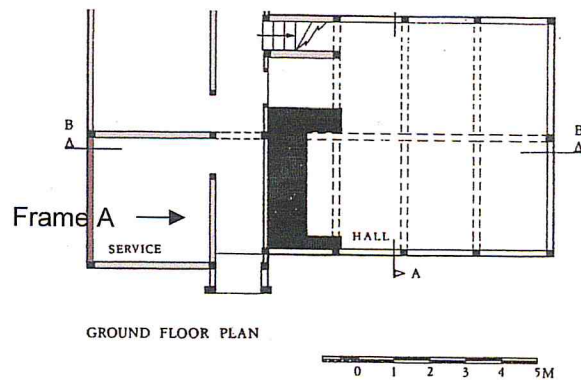 B
B
Frame A
SERVICE
HALL
A
GROUND FLOOR PLAN
0 1 2 3 4 5M